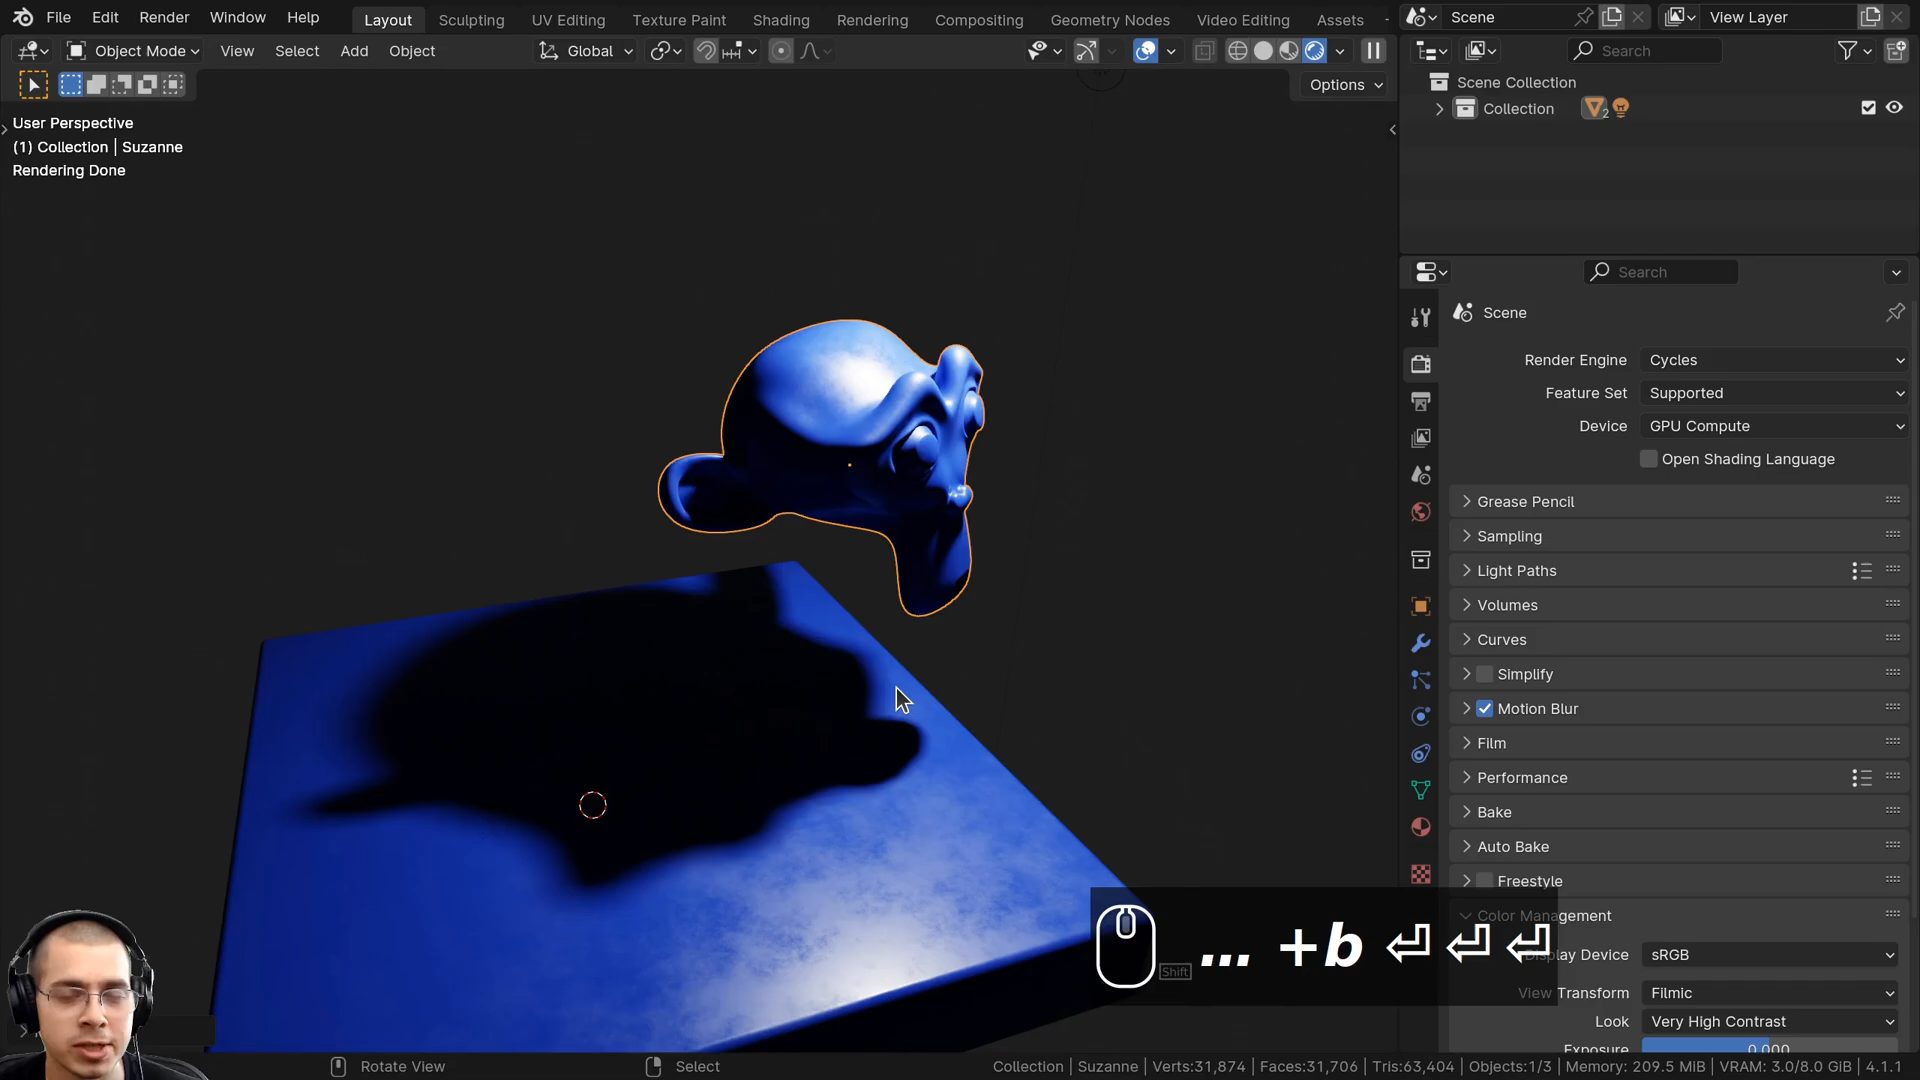 File Edit Render Window Help Layout Sculpting UV Editing Texture Paint Shading Rendering Compositing Geometry Nodes Video Editing Assets Scene View Layer
Object Mode View Select Add Object Global Search
Options
Scene Collection
Collection 2
User Perspective
(1) Collection | Suzanne
Rendering Done
Search
Scene
Render Engine Cycles
Feature Set Supported
Device GPU Compute
Open Shading Language
Grease Pencil
Sampling
Light Paths
Volumes
Curves
Simplify
Motion Blur
Film
Performance
Bake
Auto Bake
Freestyle
Color Management
Shift ... +b ⏎ ⏎ ⏎
Display Device sRGB
View Transform Filmic
Look Very High Contrast
Exposure 0.000
Rotate View Select Collection | Suzanne | Verts:31,874 | Faces:31,706 | Tris:63,404 | Objects:1/3 | Memory: 209.5 MiB | VRAM: 3.0/8.0 GiB | 4.1.1